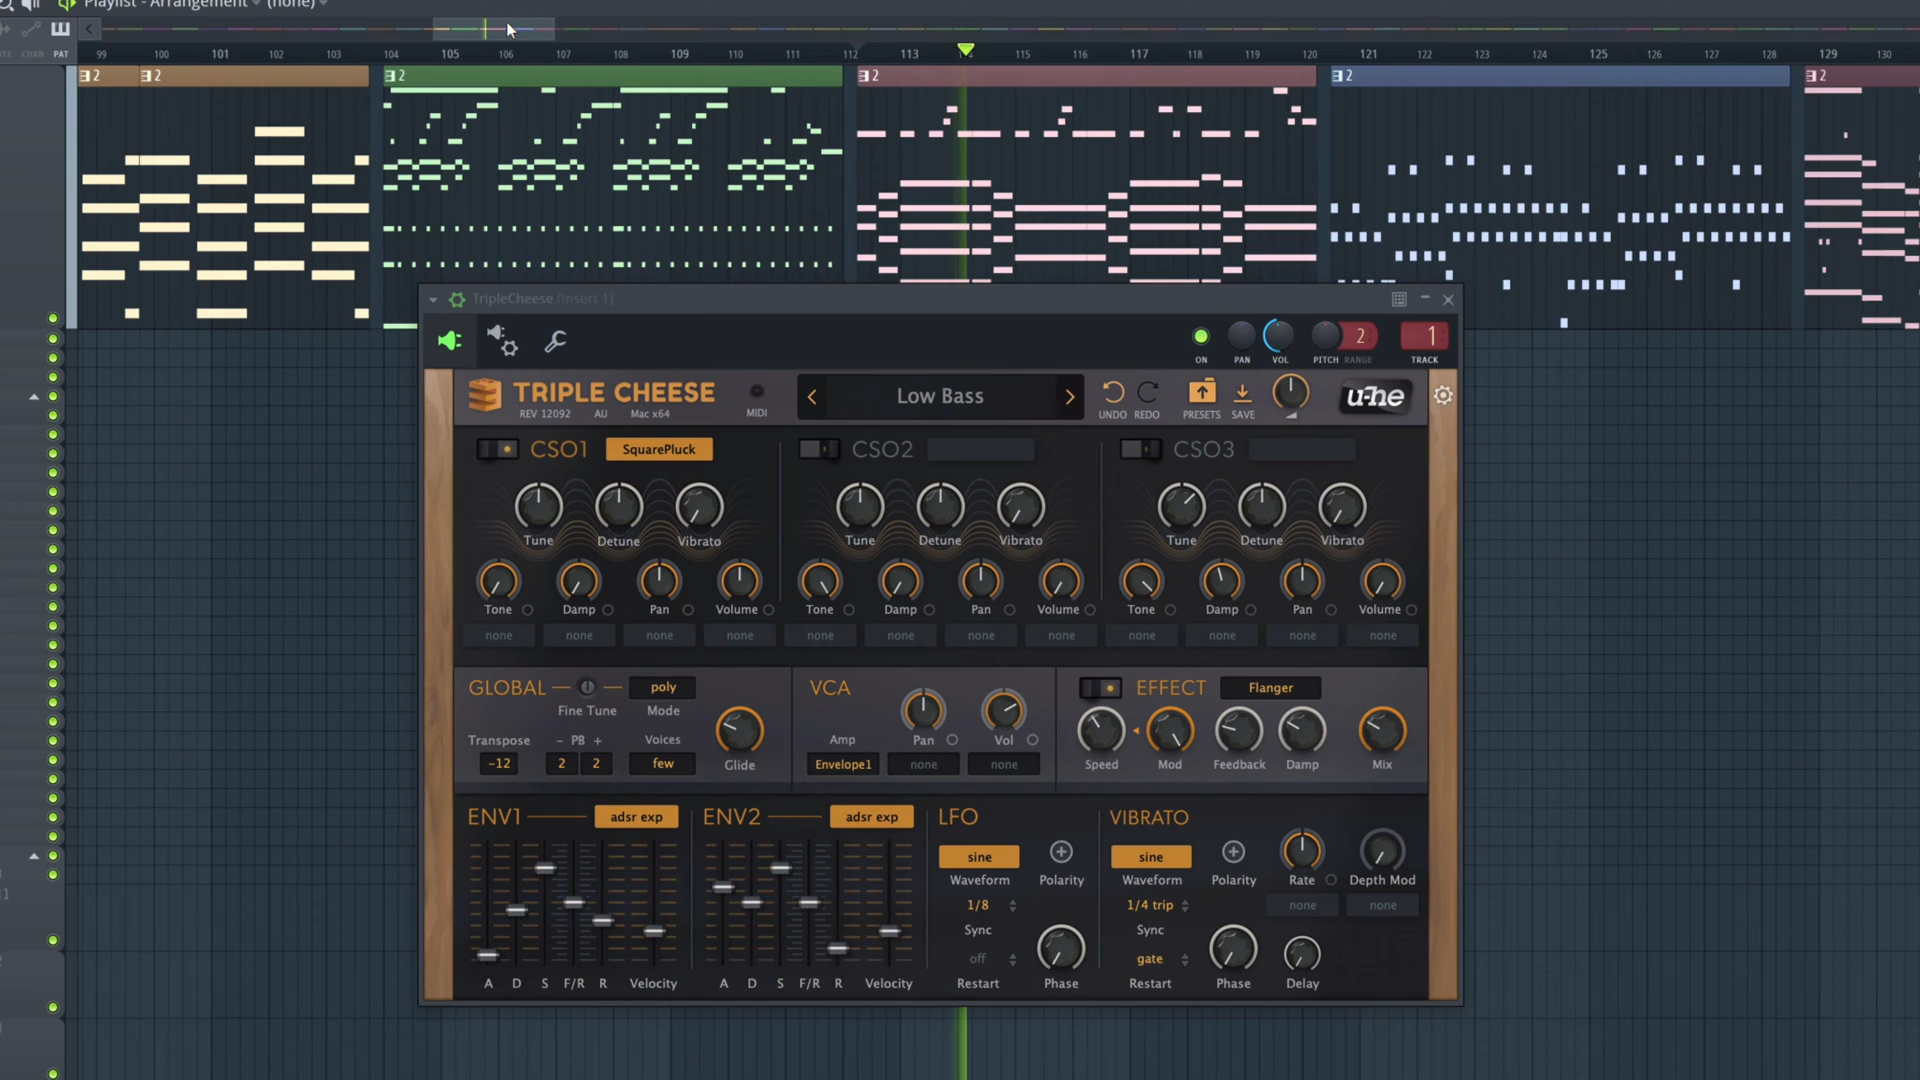 Playlist - Arrangement (none)
CHAN PAT
99 100 101 102 103 104 105 106 107 108 109 110 111 112 113 115 116 117 118 119 120 121 122 123 124 125 126 127 128 129 130
2 2 2 2 2 2
TripleCheese (Insert 1)
2 1
ON PAN VOL PITCH RANGE TRACK
TRIPLE CHEESE
REV 12092 AU Mac x64
MIDI
Low Bass
UNDO REDO PRESETS SAVE
u-he
CSO1 SquarePluck CSO2 CSO3
Tune Detune Vibrato Tune Detune Vibrato Tune Detune Vibrato
Tone Damp Pan Volume Tone Damp Pan Volume Tone Damp Pan Volume
none none none none none none none none none none none none
GLOBAL poly VCA EFFECT Flanger
Fine Tune Mode
Transpose - PB + Voices Amp Pan Vol
-12 2 2 few Glide Envelope1 none none Speed Mod Feedback Damp Mix
ENV1 adsr exp ENV2 adsr exp LFO VIBRATO
sine sine
Waveform Polarity Waveform Polarity Rate Depth Mod
1/8 1/4 trip none none
Sync Sync
off gate
A D S F/R R Velocity A D S F/R R Velocity Restart Phase Restart Phase Delay